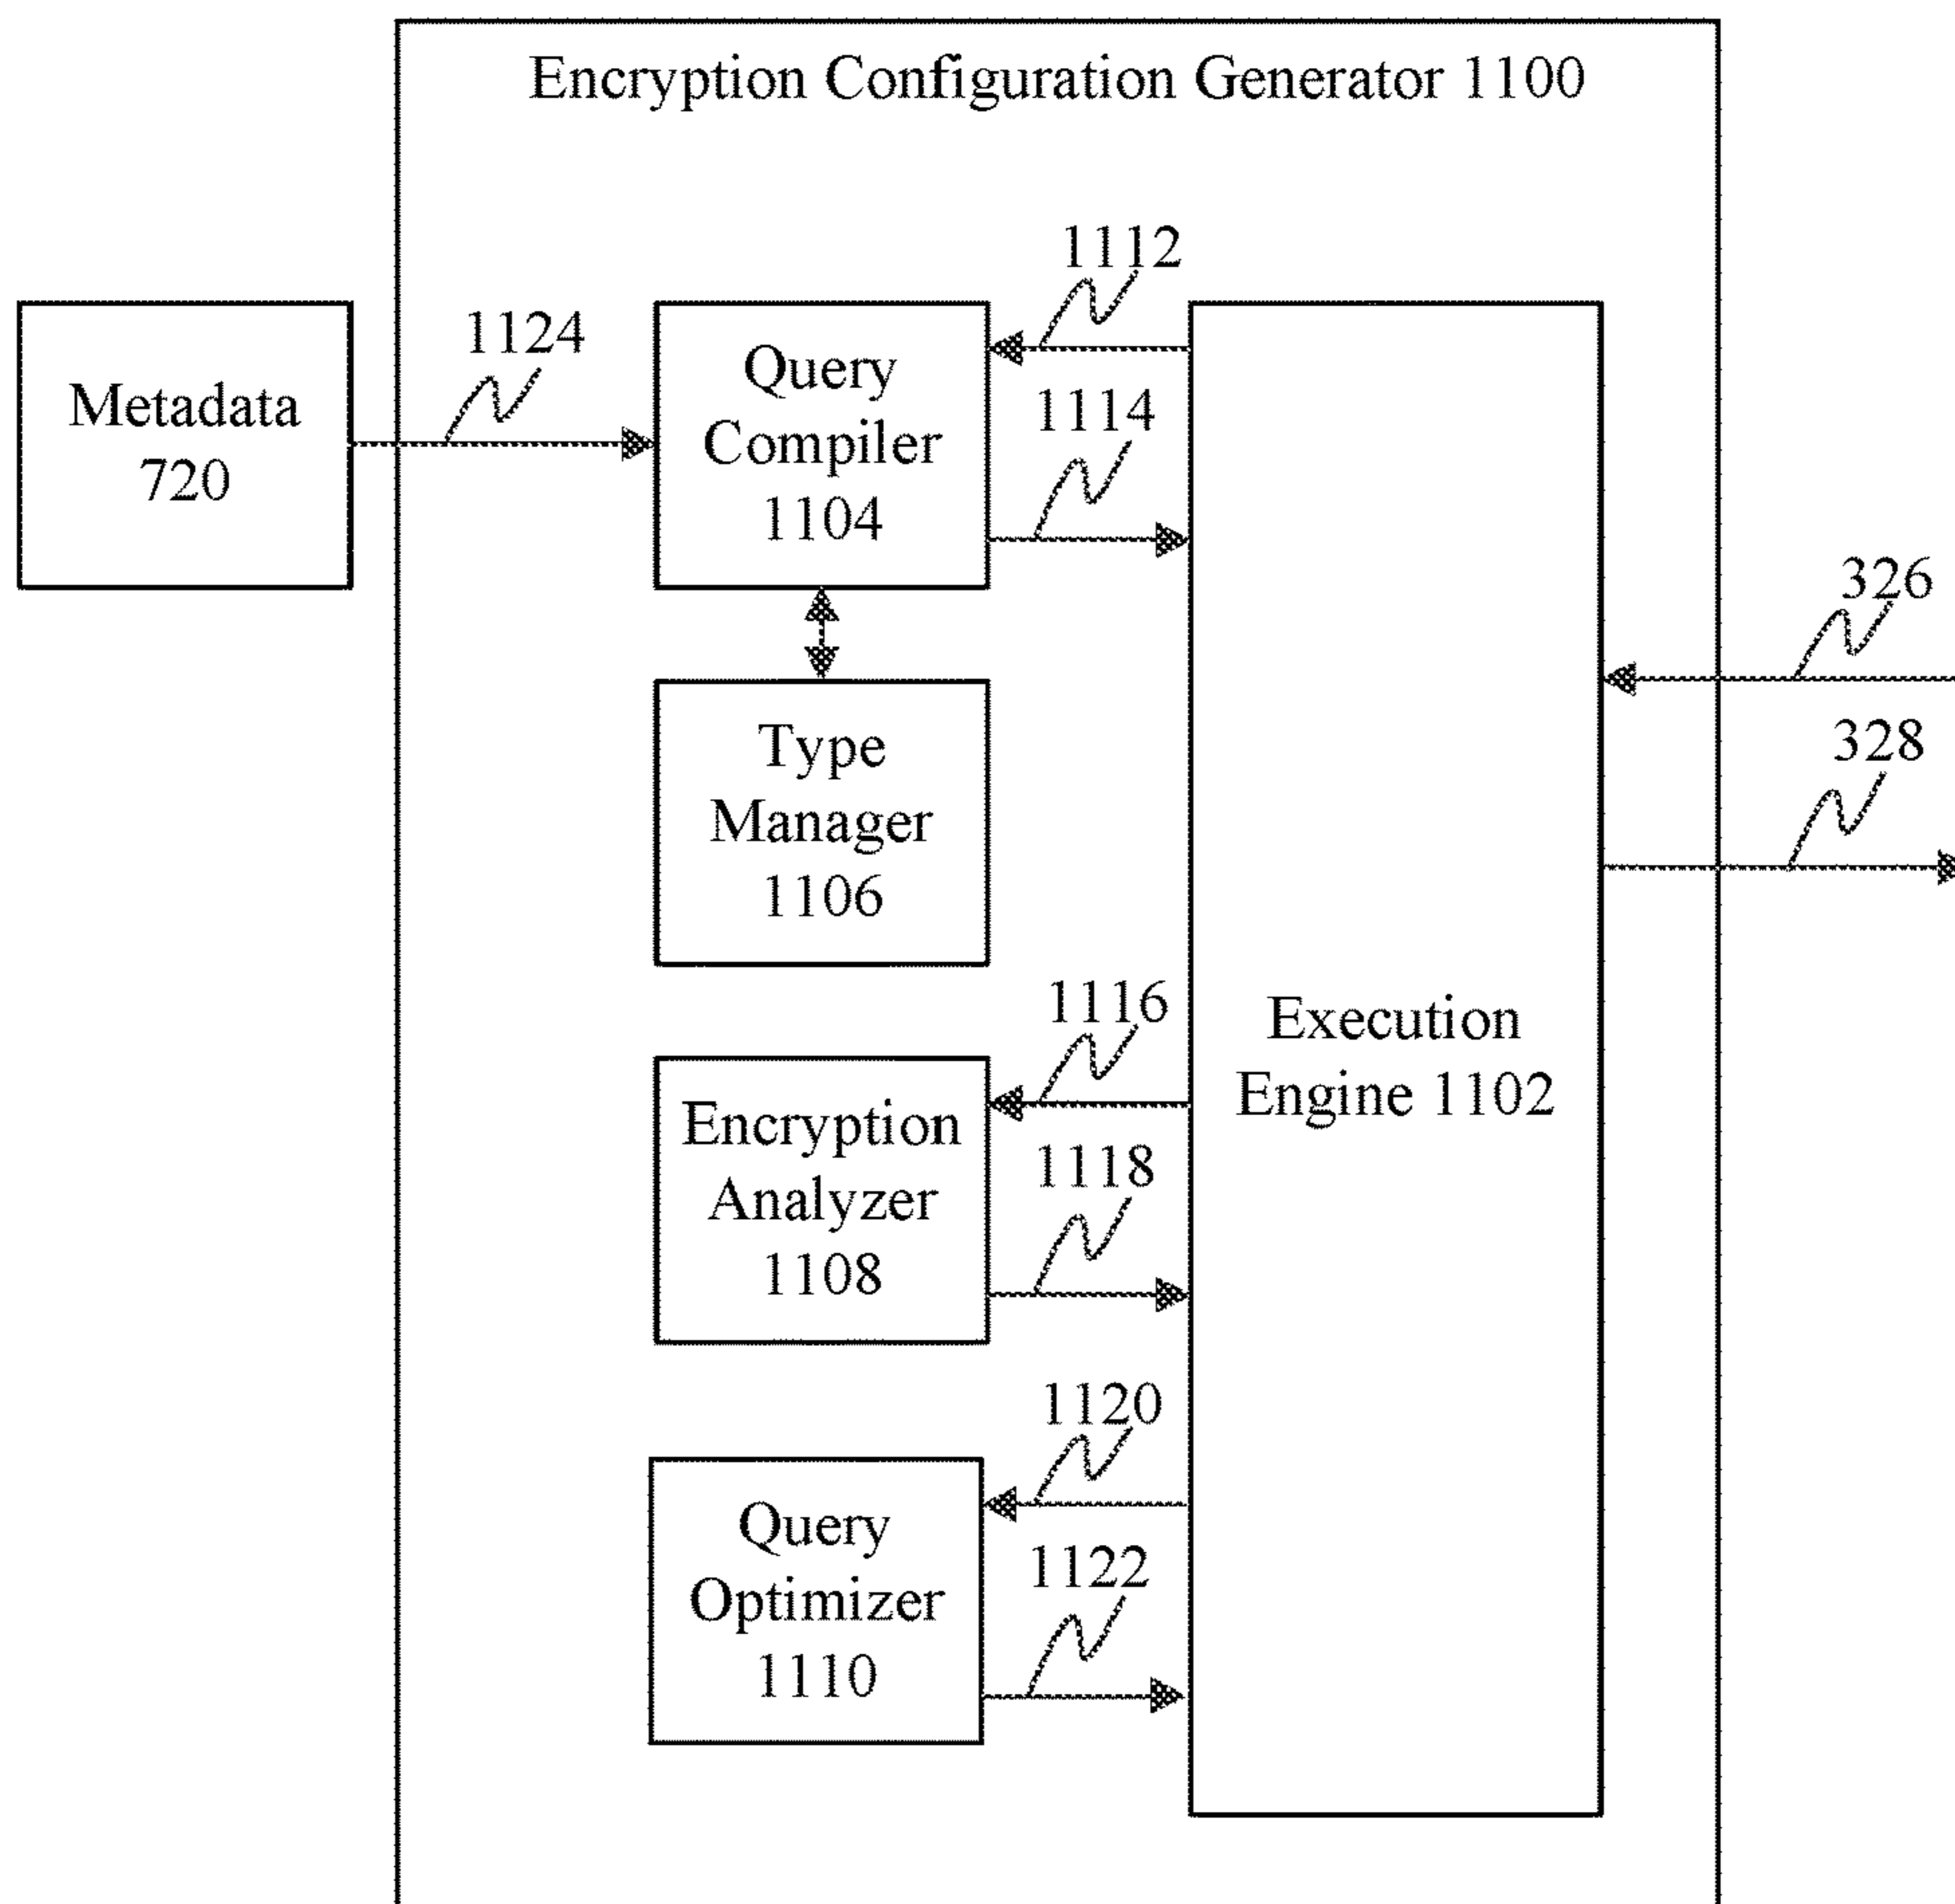 Encryption Configuration Generator 1100
1112
1124
Metadata
720
Query
Compiler
1104
1114
326
328
Type
Manager
1106
1116
Execution
Engine 1102
Encryption
Analyzer
1108
1118
1120
Query
Optimizer
1110
1122